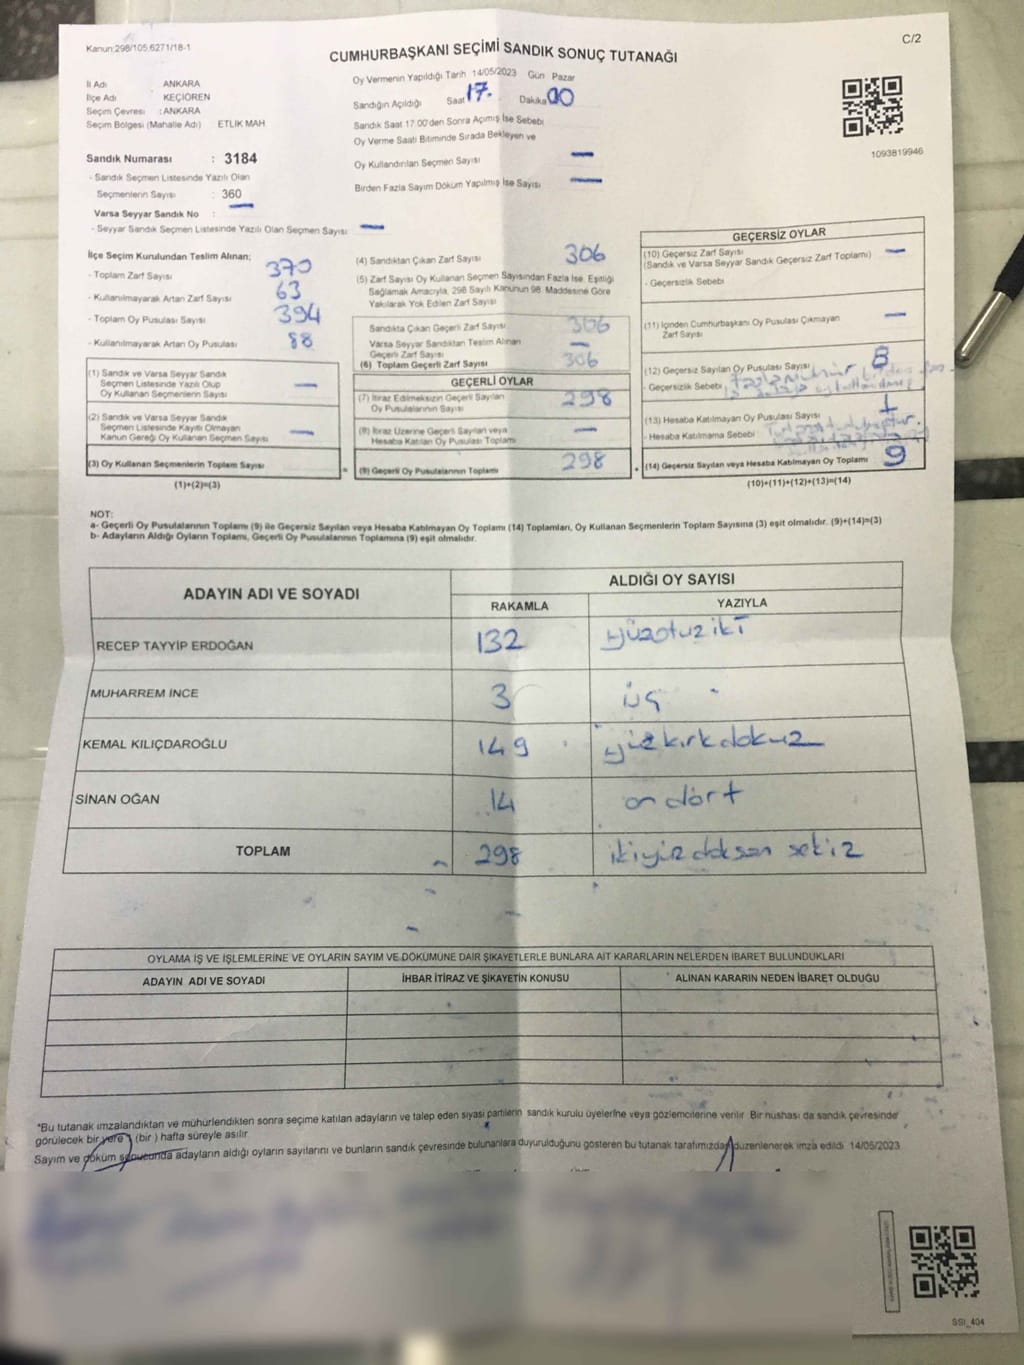 Kanun:298/105,6271/18-1
C/2
CUMHURBAŞKANI SEÇİMİ SANDIK SONUÇ TUTANAĞI
İl Adı ANKARA
İlçe Adı KEÇİÖREN
Seçim Çevresi : ANKARA
Seçim Bölgesi (Mahalle Adı) ETLIK MAH
Sandık Numarası : 3184
- Sandık Seçmen Listesinde Yazılı Olan
Seçmenlerin Sayısı : 360
Varsa Seyyar Sandık No : —
- Seyyar Sandık Seçmen Listesinde Yazılı Olan Seçmen Sayısı : —
Oy Vermenin Yapıldığı Tarih 14/05/2023 Gün Pazar
Sandığın Açıldığı Saat 17. Dakika 00
Sandık Saat 17:00'den Sonra Açımış İse Sebebi
Oy Verme Saati Bitiminde Sırada Bekleyen ve
Oy Kullandırılan Seçmen Sayısı —
Birden Fazla Sayım Döküm Yapılmış İse Sayısı —
1093819946
İlçe Seçim Kurulundan Teslim Alınan;
- Toplam Zarf Sayısı 370
- Kullanılmayarak Artan Zarf Sayısı 63
- Toplam Oy Pusulası Sayısı 394
- Kullanılmayarak Artan Oy Pusulası 88
(1) Sandık ve Varsa Seyyar Sandık
Seçmen Listesinde Yazılı Olup
Oy Kullanan Seçmenlerin Sayısı —
(2) Sandık ve Varsa Seyyar Sandık
Seçmen Listesinde Kayıtlı Olmayan
Kanun Gereği Oy Kullanan Seçmen Sayısı —
(3) Oy Kullanan Seçmenlerin Toplam Sayısı
(1)+(2)=(3)
(4) Sandıktan Çıkan Zarf Sayısı 306
(5) Zarf Sayısı Oy Kullanan Seçmen Sayısından Fazla İse, Eşitliği
Sağlamak Amacıyla, 298 Sayılı Kanunun 98. Maddesine Göre
Yakılarak Yok Edilen Zarf Sayısı
Sandıkta Çıkan Geçerli Zarf Sayısı 306
Varsa Seyyar Sandıktan Teslim Alınan
Geçerli Zarf Sayısı —
(6) Toplam Geçerli Zarf Sayısı 306
GEÇERLİ OYLAR
(7) İtiraz Edilmeksizin Geçerli Sayılan
Oy Pusulalarının Sayısı 298
(8) İtiraz Üzerine Geçerli Sayılan veya
Hesaba Katılan Oy Pusulası Toplamı —
(9) Geçerli Oy Pusulalarının Toplamı 298
GEÇERSİZ OYLAR
(10) Geçersiz Zarf Sayısı —
(Sandık ve Varsa Seyyar Sandık Geçersiz Zarf Toplamı)
- Geçersizlik Sebebi
(11) İçinden Cumhurbaşkanı Oy Pusulası Çıkmayan
Zarf Sayısı —
(12) Geçersiz Sayılan Oy Pusulası Sayısı 8
- Geçersizlik Sebebi
(13) Hesaba Katılmayan Oy Pusulası Sayısı 1
- Hesaba Katılmama Sebebi
(14) Geçersiz Sayılan veya Hesaba Katılmayan Oy Toplamı 9
(10)+(11)+(12)+(13)=(14)
NOT:
a- Geçerli Oy Pusulalarının Toplamı (9) ile Geçersiz Sayılan veya Hesaba Katılmayan Oy Toplamı (14) Toplamları, Oy Kullanan Seçmenlerin Toplam Sayısına (3) eşit olmalıdır. (9)+(14)=(3)
b- Adayların Aldığı Oyların Toplamı, Geçerli Oy Pusulalarının Toplamına (9) eşit olmalıdır.
ADAYIN ADI VE SOYADI
ALDIĞI OY SAYISI
RAKAMLA YAZIYLA
RECEP TAYYİP ERDOĞAN 132 yüzotuziki
MUHARREM İNCE 3 üç
KEMAL KILIÇDAROĞLU 149 yüzkırkdokuz
SİNAN OĞAN 14 on dört
TOPLAM 298 ikiyüzdoksan sekiz
OYLAMA İŞ VE İŞLEMLERİNE VE OYLARIN SAYIM VE DÖKÜMÜNE DAİR ŞİKAYETLERLE BUNLARA AİT KARARLARIN NELERDEN İBARET BULUNDUKLARI
ADAYIN ADI VE SOYADI İHBAR İTİRAZ VE ŞİKAYETİN KONUSU ALINAN KARARIN NEDEN İBARET OLDUĞU
*Bu tutanak imzalandıktan ve mühürlendikten sonra seçime katılan adayların ve talep eden siyasi partilerin sandık kurulu üyelerine veya gözlemcilerine verilir. Bir nüshası da sandık çevresinde
görülecek bir yere 1 (bir ) hafta süreyle asılır.
Sayım ve döküm sonucunda adayların aldığı oyların sayılarını ve bunların sandık çevresinde bulunanlara duyurulduğunu gösteren bu tutanak tarafımızdan düzenlenerek imza edildi 14/05/2023
SSI_404